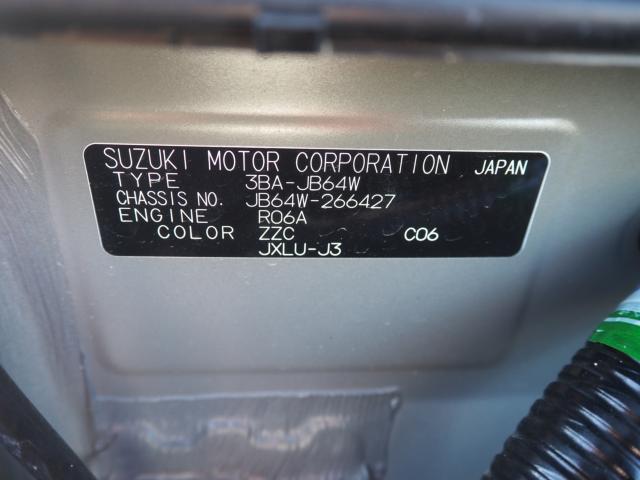 SUZUKI MOTOR CORPORATION JAPAN
TYPE 3BA-JB64W
CHASSIS NO. JB64W-266427
ENGINE R06A
COLOR ZZC C06
JXLU-J3